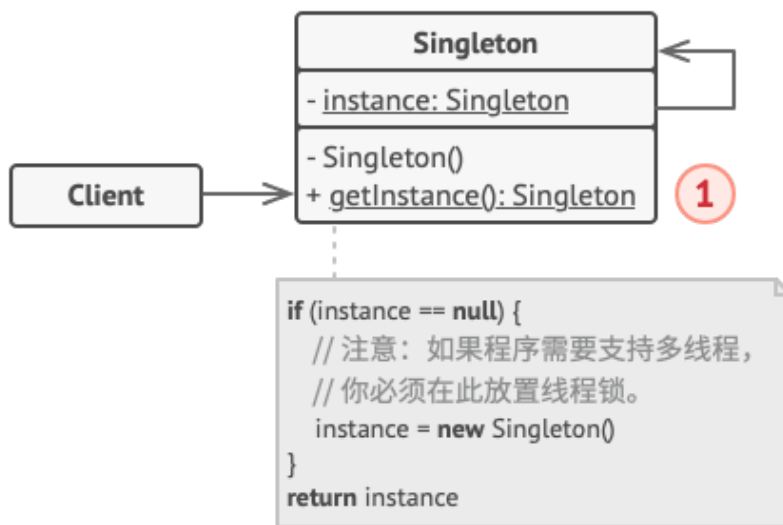 Singleton
- instance: Singleton
- Singleton()
+ getInstance(): Singleton
Client
1
if (instance == null) {
// 注意：如果程序需要支持多线程，
// 你必须在此放置线程锁。
instance = new Singleton()
}
return instance